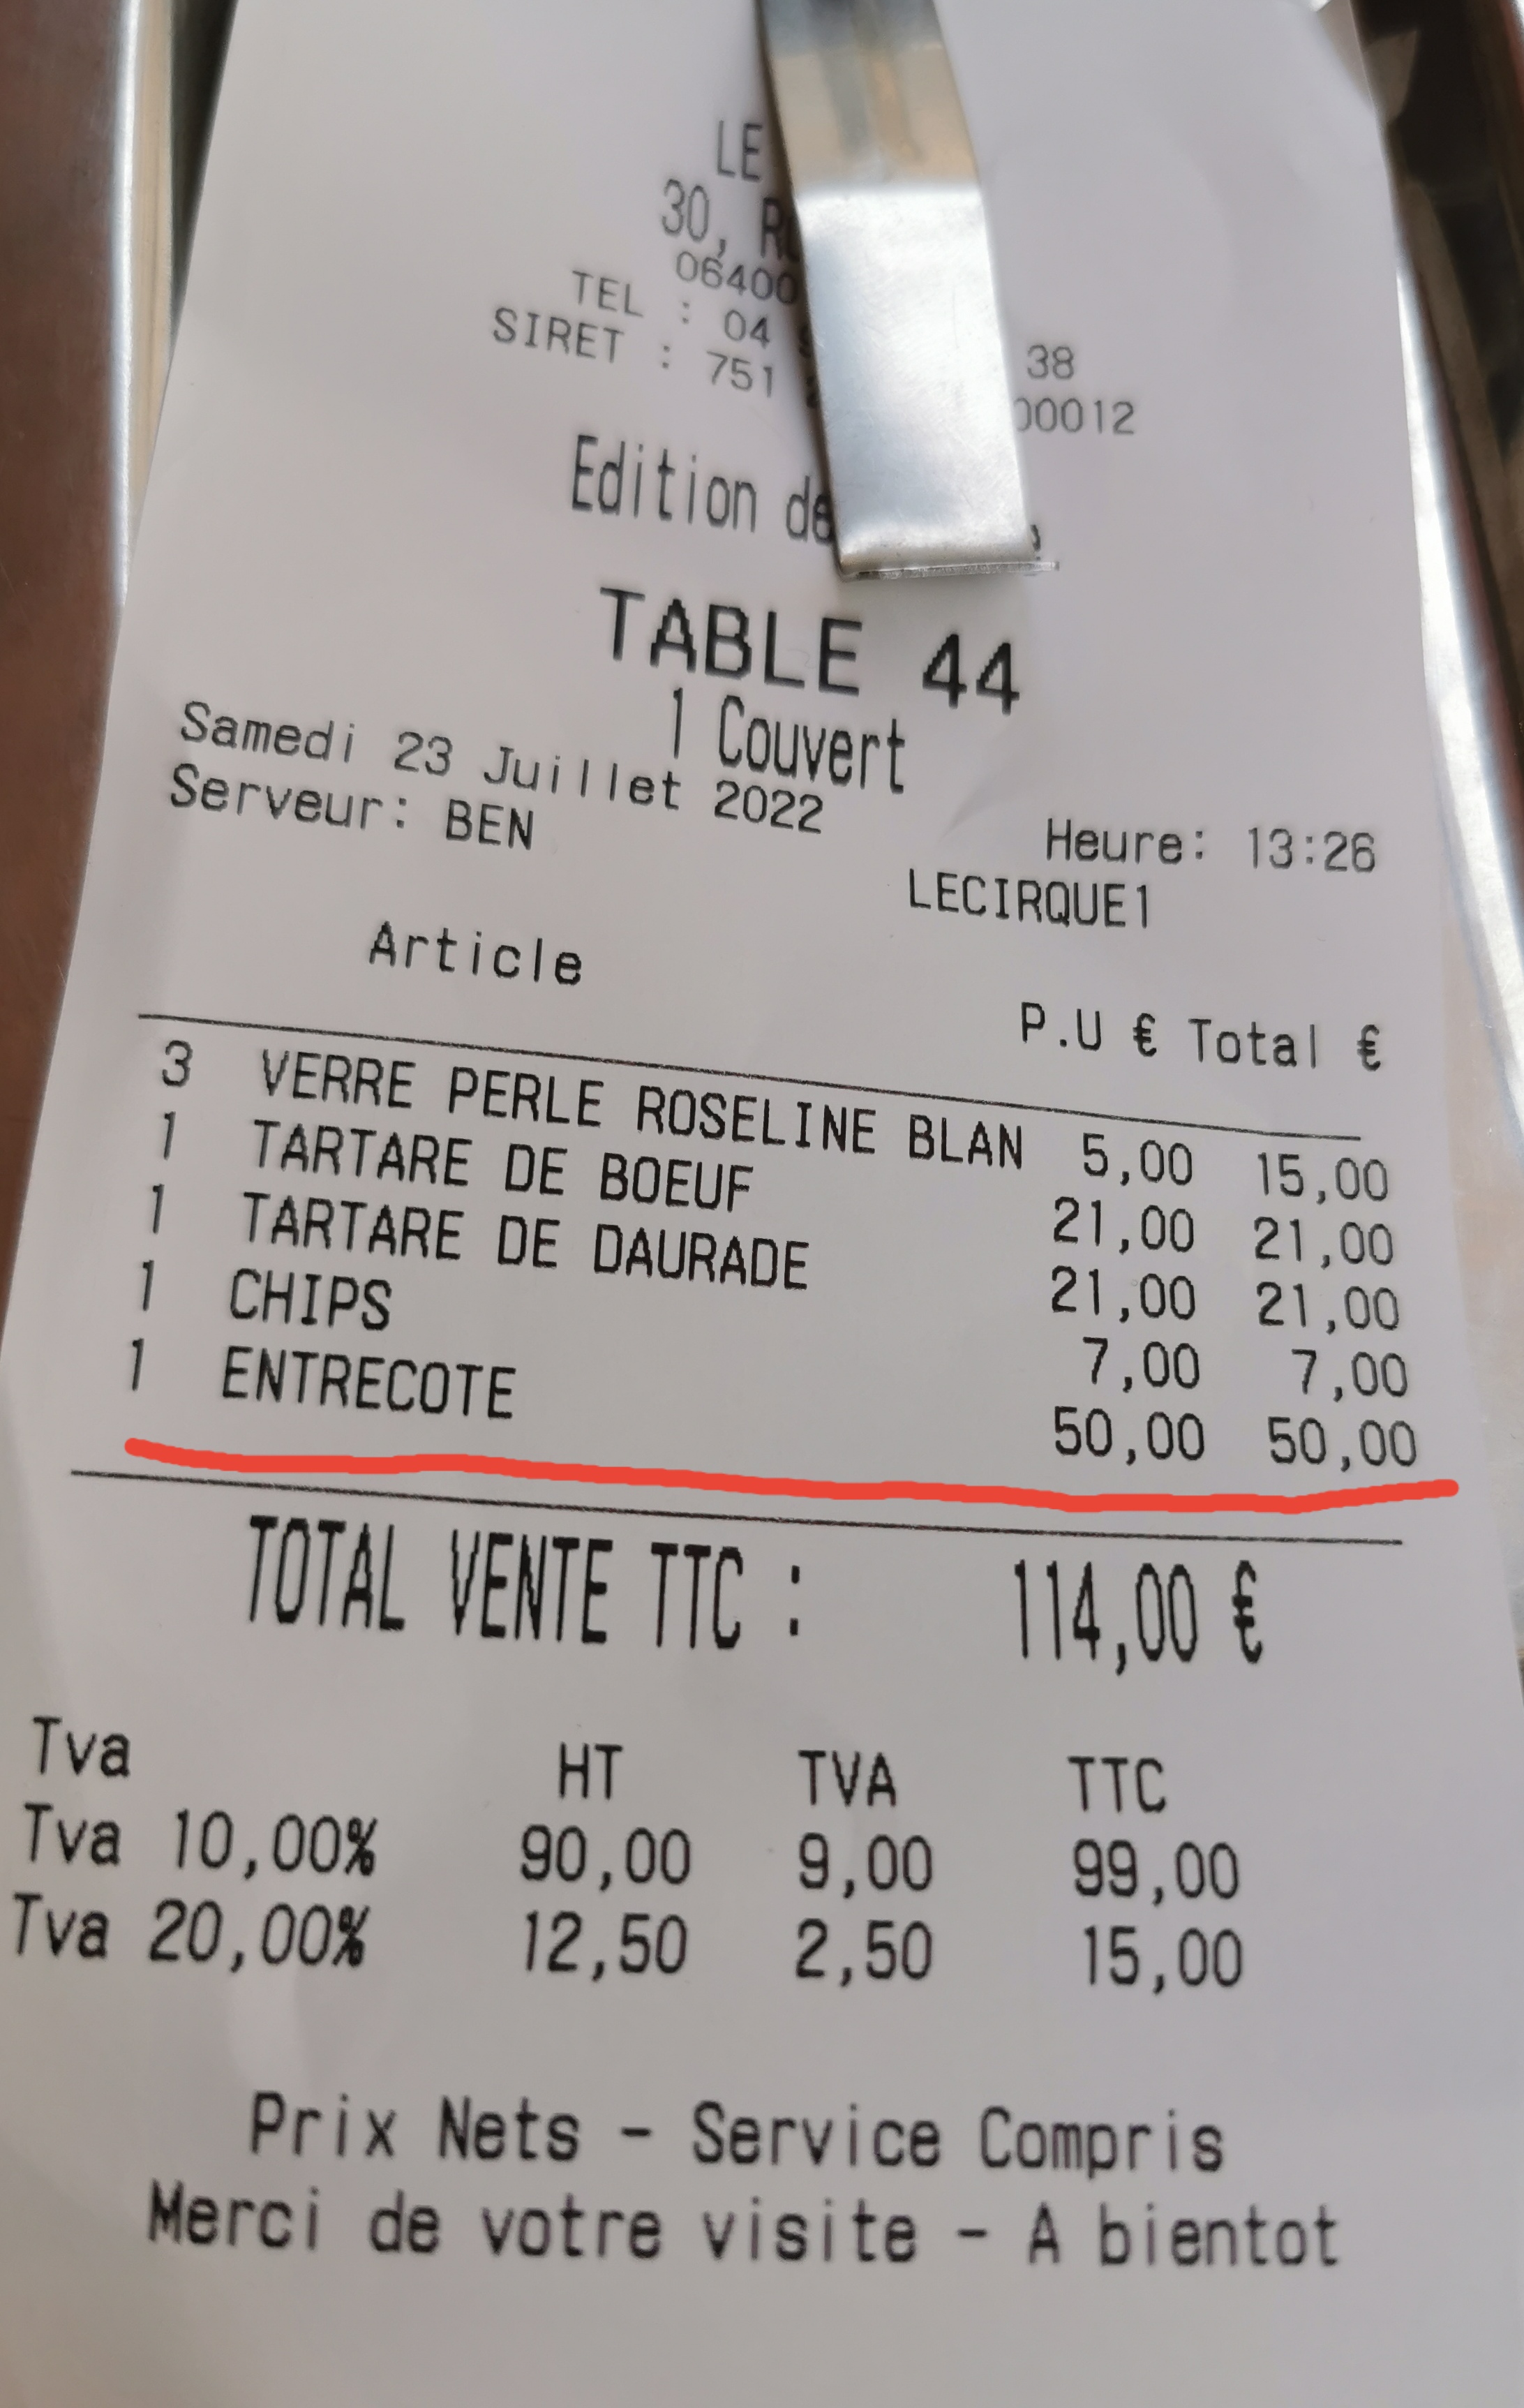 LE
30,
06400
TEL : 04 38
SIRET : 751 00012
Edition de
TABLE 44
1 Couvert
Samedi 23 Juillet 2022 Heure: 13:26
Serveur: BEN LECIRQUE1
Article P.U € Total €
3 VERRE PERLE ROSELINE BLAN 5,00 15,00
1 TARTARE DE BOEUF 21,00 21,00
1 TARTARE DE DAURADE 21,00 21,00
1 CHIPS 7,00 7,00
1 ENTRECOTE 50,00 50,00
TOTAL VENTE TTC : 114,00 €
Tva HT TVA TTC
Tva 10,00% 90,00 9,00 99,00
Tva 20,00% 12,50 2,50 15,00
Prix Nets - Service Compris
Merci de votre visite - A bientot